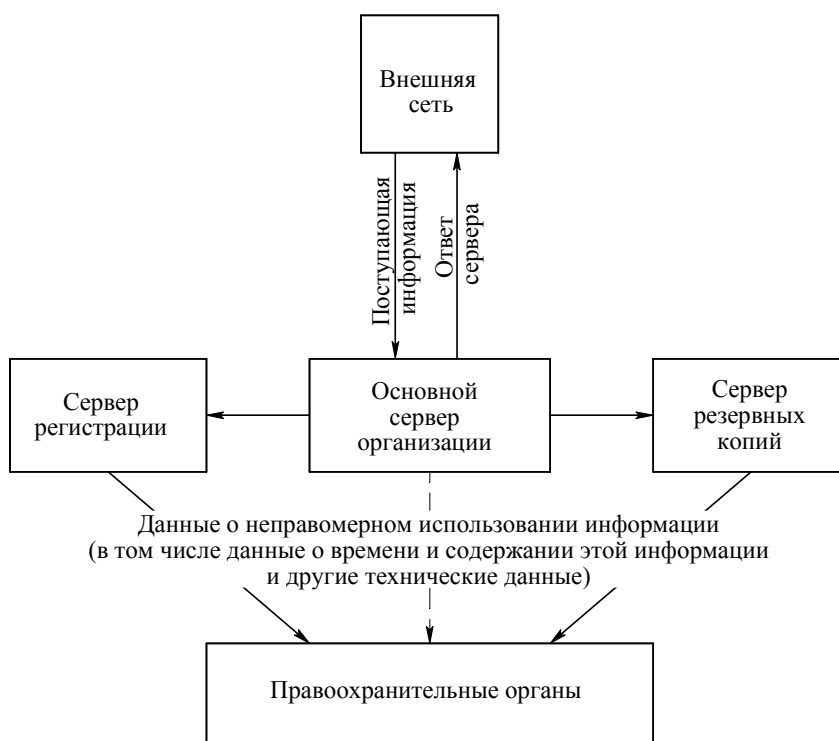 Внешняя
сеть
Поступающая
информация
Ответ
сервера
Сервер
регистрации
Основной
сервер
организации
Сервер
резервных
копий
Данные о неправомерном использовании информации
(в том числе данные о времени и содержании этой информации
и другие технические данные)
Правоохранительные органы